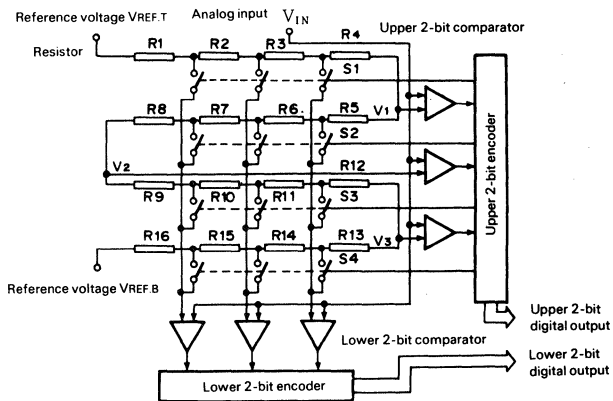 Reference voltage VREF.T
Analog input
VIN
Upper 2-bit comparator
Resistor
R1
R2
R3
R4
S1
R8
R7
R6.
R5
V1
S2
V2
R12
R9
R10
R11
S3
R16
R15
R14
R13
V3
S4
Reference voltage VREF.B
Upper 2-bit encoder
Upper 2-bit
digital output
Lower 2-bit comparator
Lower 2-bit
digital output
Lower 2-bit encoder